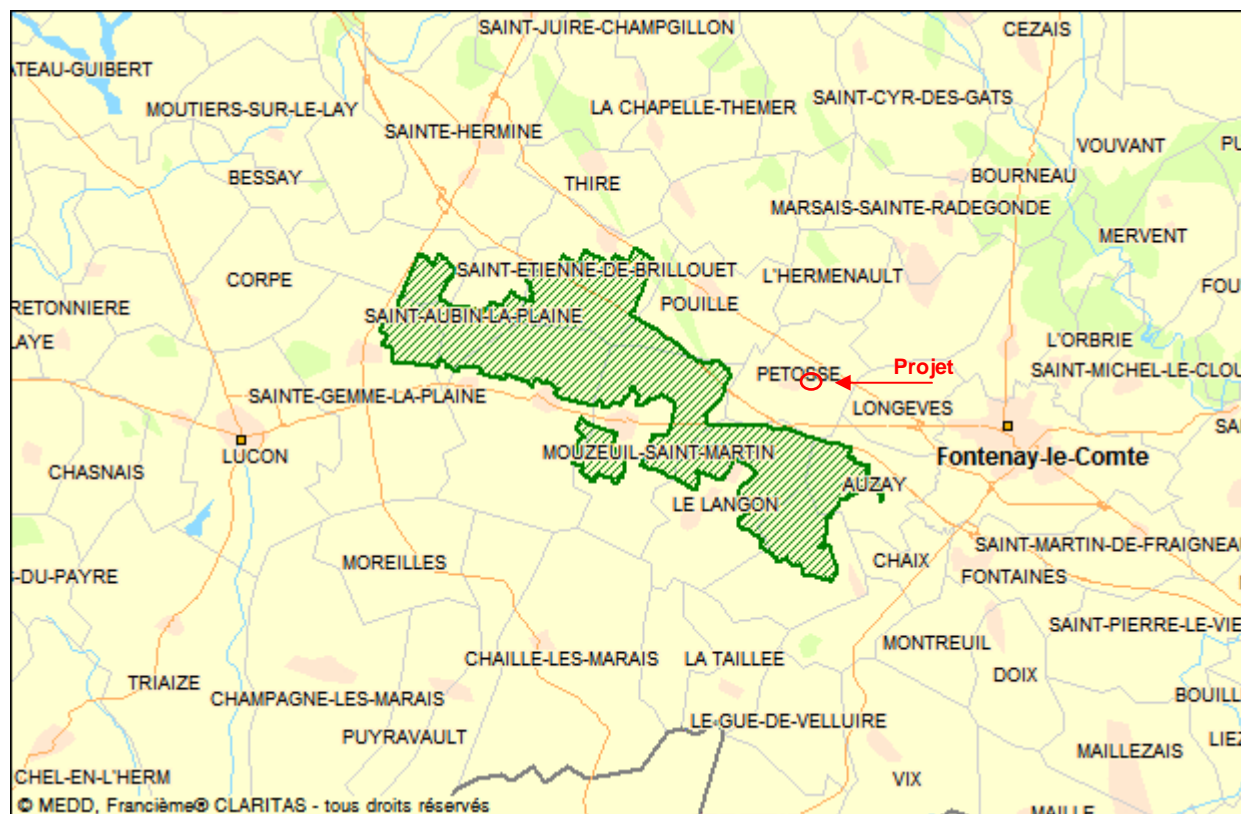 SAINT-JUIRE-CHAMPGILLON
CEZAIS
ATEAU-GUIBERT
MOUTIERS-SUR-LE-LAY
LA CHAPELLE-THEMER
SAINT-CYR-DES-GATS
SAINTE-HERMINE
VOUVANT
PU
BESSAY
THIRE
BOURNEAU
MARSAIS-SAINTE-RADEGONDE
MERVENT
CORPE
SAINT-ETIENNE-DE-BRILLOUET
L'HERMENAULT
FOU
RETONNIERE
SAINT-AUBIN-LA-PLAINE
POUILLE
LAYE
L'ORBRIE
Projet
PETOSSE
SAINT-MICHEL-LE-CLOU
SAINTE-GEMME-LA-PLAINE
LONGEVES
SA
LUCON
MOUZEUIL-SAINT-MARTIN
Fontenay-le-Comte
CHASNAIS
AUZAY
LE LANGON
MOREILLES
CHAIX
SAINT-MARTIN-DE-FRAIGNEA
S-DU-PAYRE
FONTAINES
SAINT-PIERRE-LE-VIE
CHAILLE-LES-MARAIS
LA TAILLEE
MONTREUIL
DOIX
TRIAIZE
CHAMPAGNE-LES-MARAIS
BOUILL
LE-GUE-DE-VELLUIRE
PUYRAVAULT
LIEZ
MAILLEZAIS
CHEL-EN-L'HERM
VIX
© MEDD, Francième® CLARITAS - tous droits réservés
MAILLE